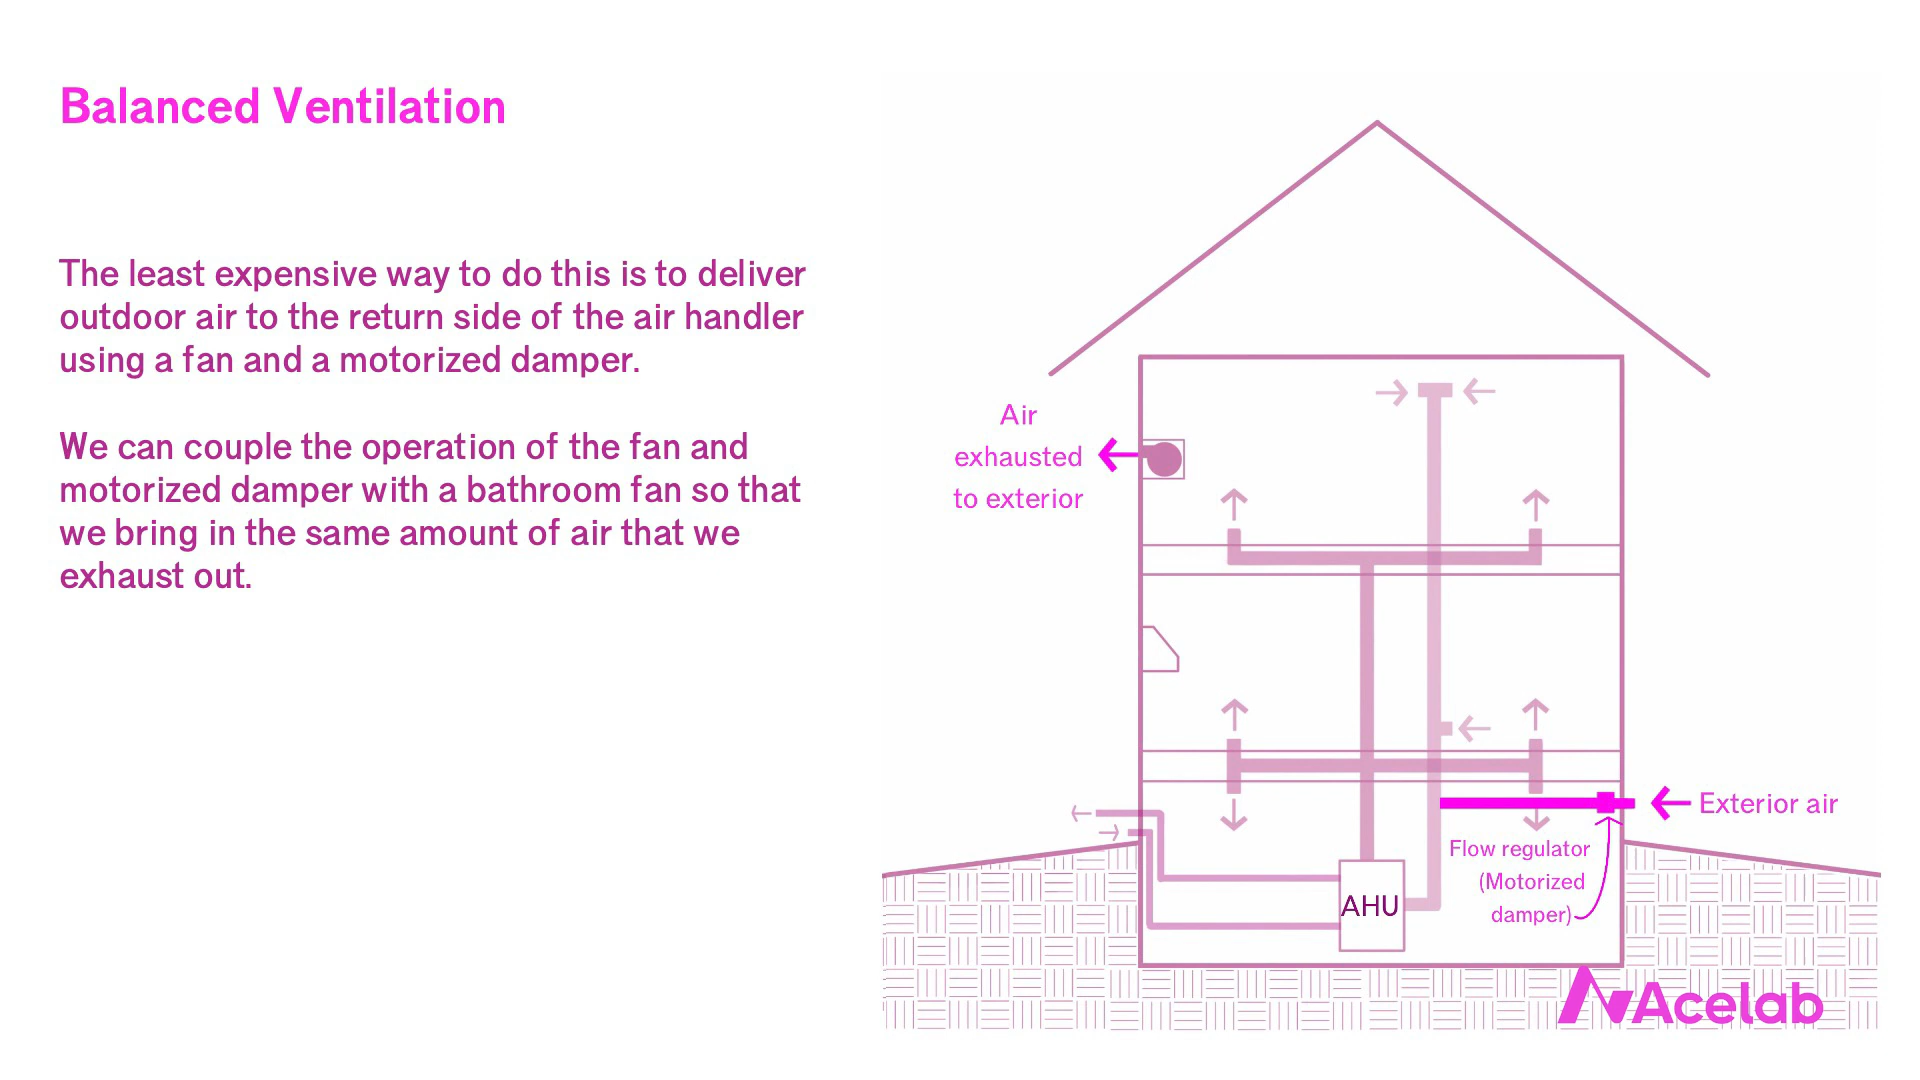 Balanced Ventilation
The least expensive way to do this is to deliver
outdoor air to the return side of the air handler
using a fan and a motorized damper.
We can couple the operation of the fan and
motorized damper with a bathroom fan so that
we bring in the same amount of air that we
exhaust out.
Air
exhausted
to exterior
Exterior air
Flow regulator
(Motorized
damper)
AHU
Acelab